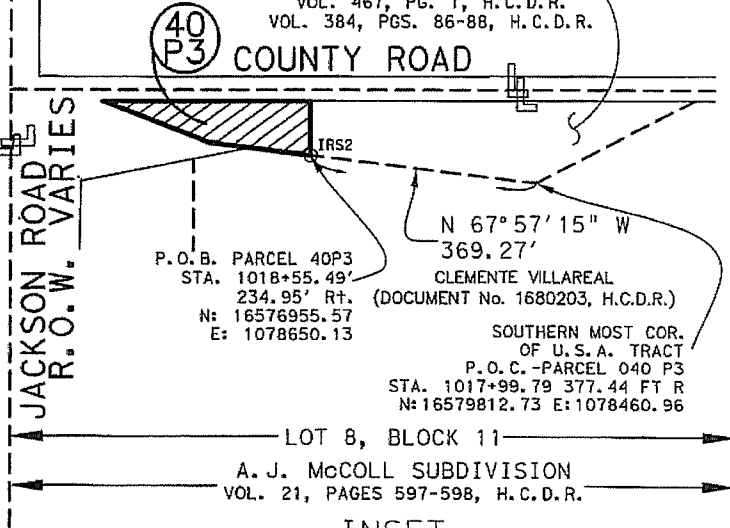 VOL. 467, PG. 1, H.C.D.R.
VOL. 384, PGS. 86-88, H.C.D.R.
40
P3
COUNTY ROAD
IRS2
JACKSON ROAD
R.O.W. VARIES
N 67°57'15" W
369.27'
P.O.B. PARCEL 40P3
STA. 1018+55.49'
234.95' Rt.
N: 16576955.57
E: 1078650.13
CLEMENTE VILLAREAL
(DOCUMENT No. 1680203, H.C.D.R.)
SOUTHERN MOST COR.
OF U.S.A. TRACT
P.O.C.-PARCEL 040 P3
STA. 1017+99.79 377.44 FT R
N:16579812.73 E:1078460.96
LOT 8, BLOCK 11
A.J. McCOLL SUBDIVISION
VOL. 21, PAGES 597-598, H.C.D.R.
INSET